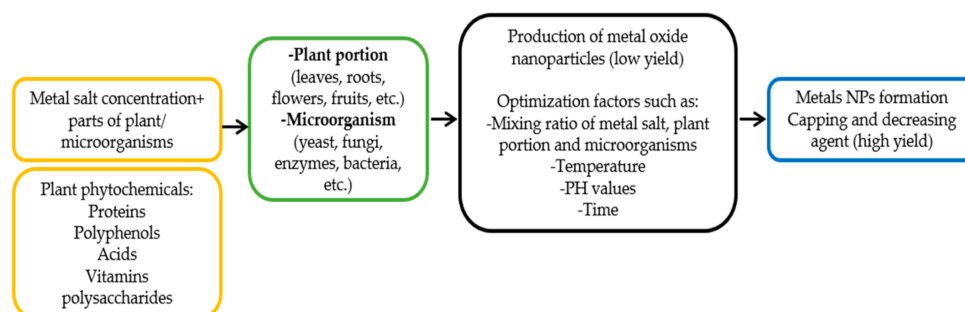 Metal salt concentration+
parts of plant/
microorganisms
Plant phytochemicals:
Proteins
Polyphenols
Acids
Vitamins
polysaccharides
-Plant portion
(leaves, roots,
flowers, fruits, etc.)
-Microorganism
(yeast, fungi,
enzymes, bacteria,
etc.)
Production of metal oxide
nanoparticles (low yield)
Optimization factors such as:
-Mixing ratio of metal salt, plant
portion and microorganisms
-Temperature
-PH values
-Time
Metals NPs formation
Capping and decreasing
agent (high yield)